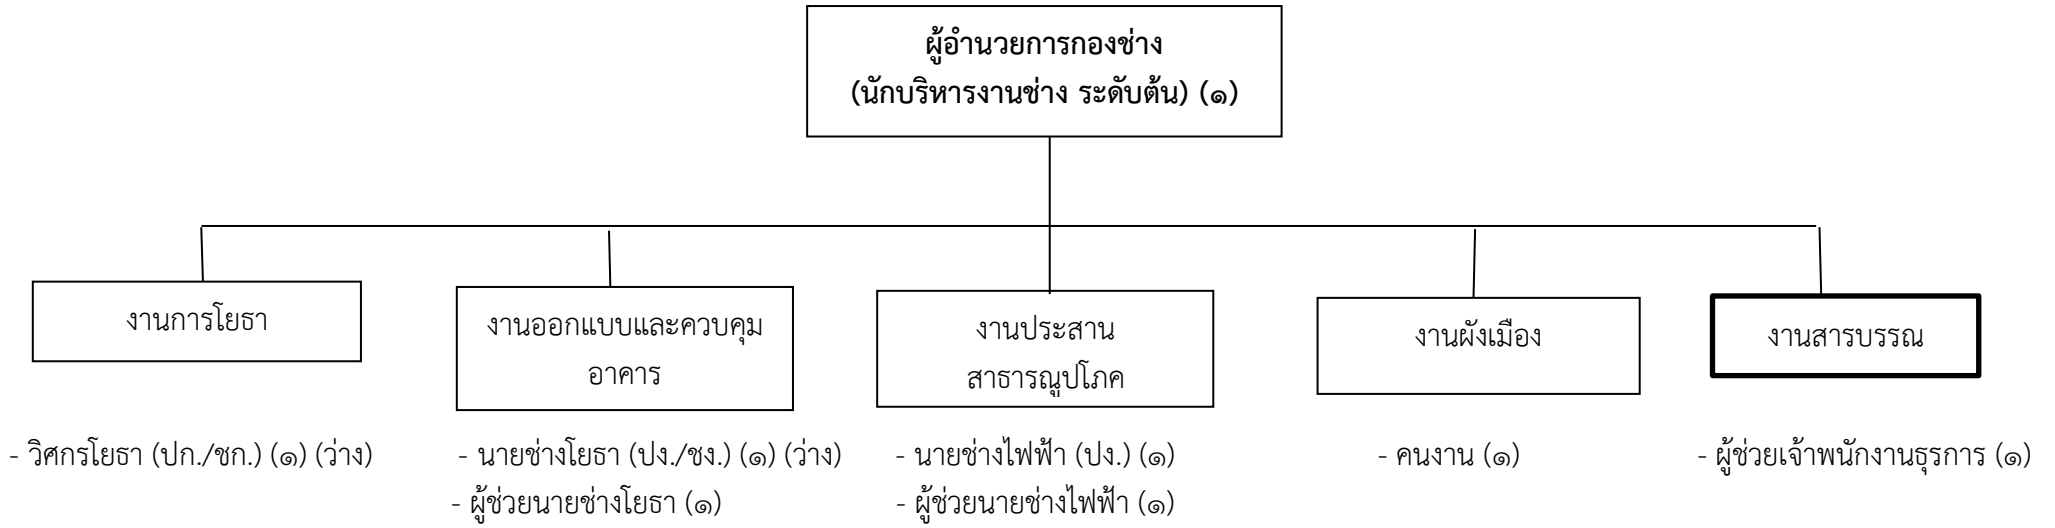 ผู้อำนวยการกองช่าง
(นักบริหารงานช่าง ระดับต้น) (๑)
งานการโยธา
งานออกแบบและควบคุม
อาคาร
งานประสาน
สาธารณูปโภค
งานผังเมือง
งานสารบรรณ
- วิศกรโยธา (ปก./ชก.) (๑) (ว่าง)
- นายช่างโยธา (ปง./ชง.) (๑) (ว่าง)
- ผู้ช่วยนายช่างโยธา (๑)
- นายช่างไฟฟ้า (ปง.) (๑)
- ผู้ช่วยนายช่างไฟฟ้า (๑)
- คนงาน (๑)
- ผู้ช่วยเจ้าพนักงานธุรการ (๑)